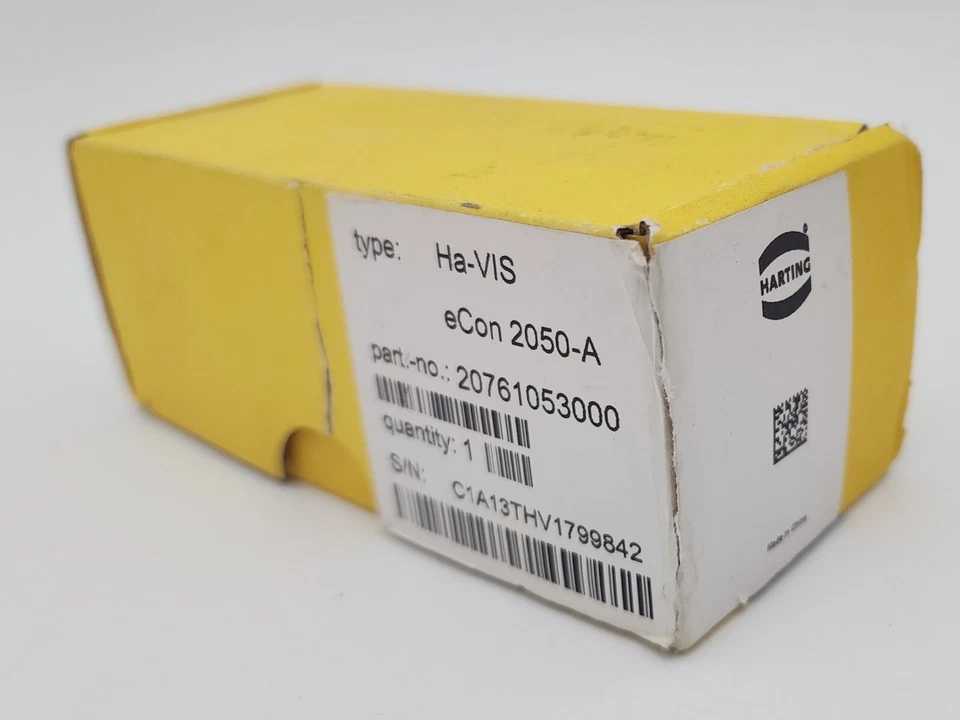 type: Ha-VIS
eCon 2050-A
part.-no.: 20761053000
quantity: 1
S/N: C1A13THV1799842
HARTING®
Made in China